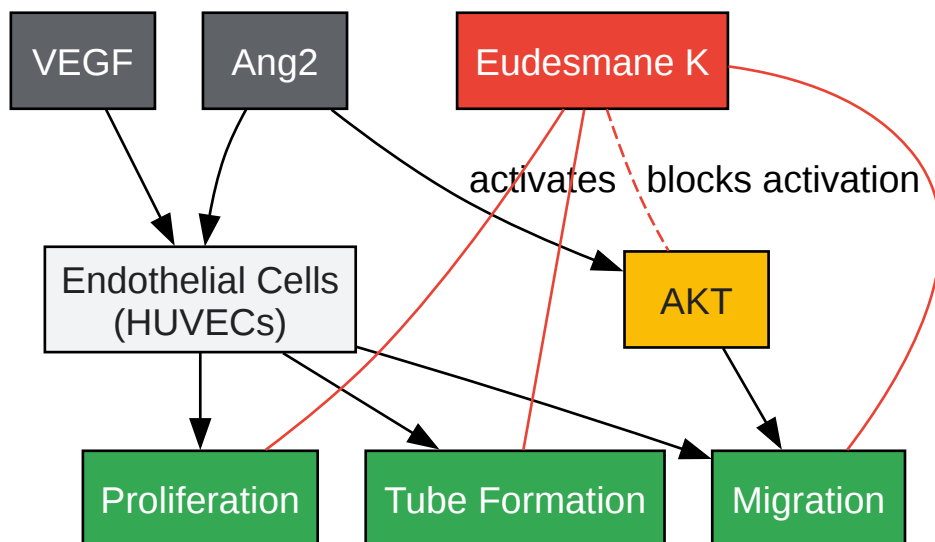 VEGF
Ang2
Eudesmane K
activates
blocks activation
Endothelial Cells
(HUVECs)
AKT
Proliferation
Tube Formation
Migration